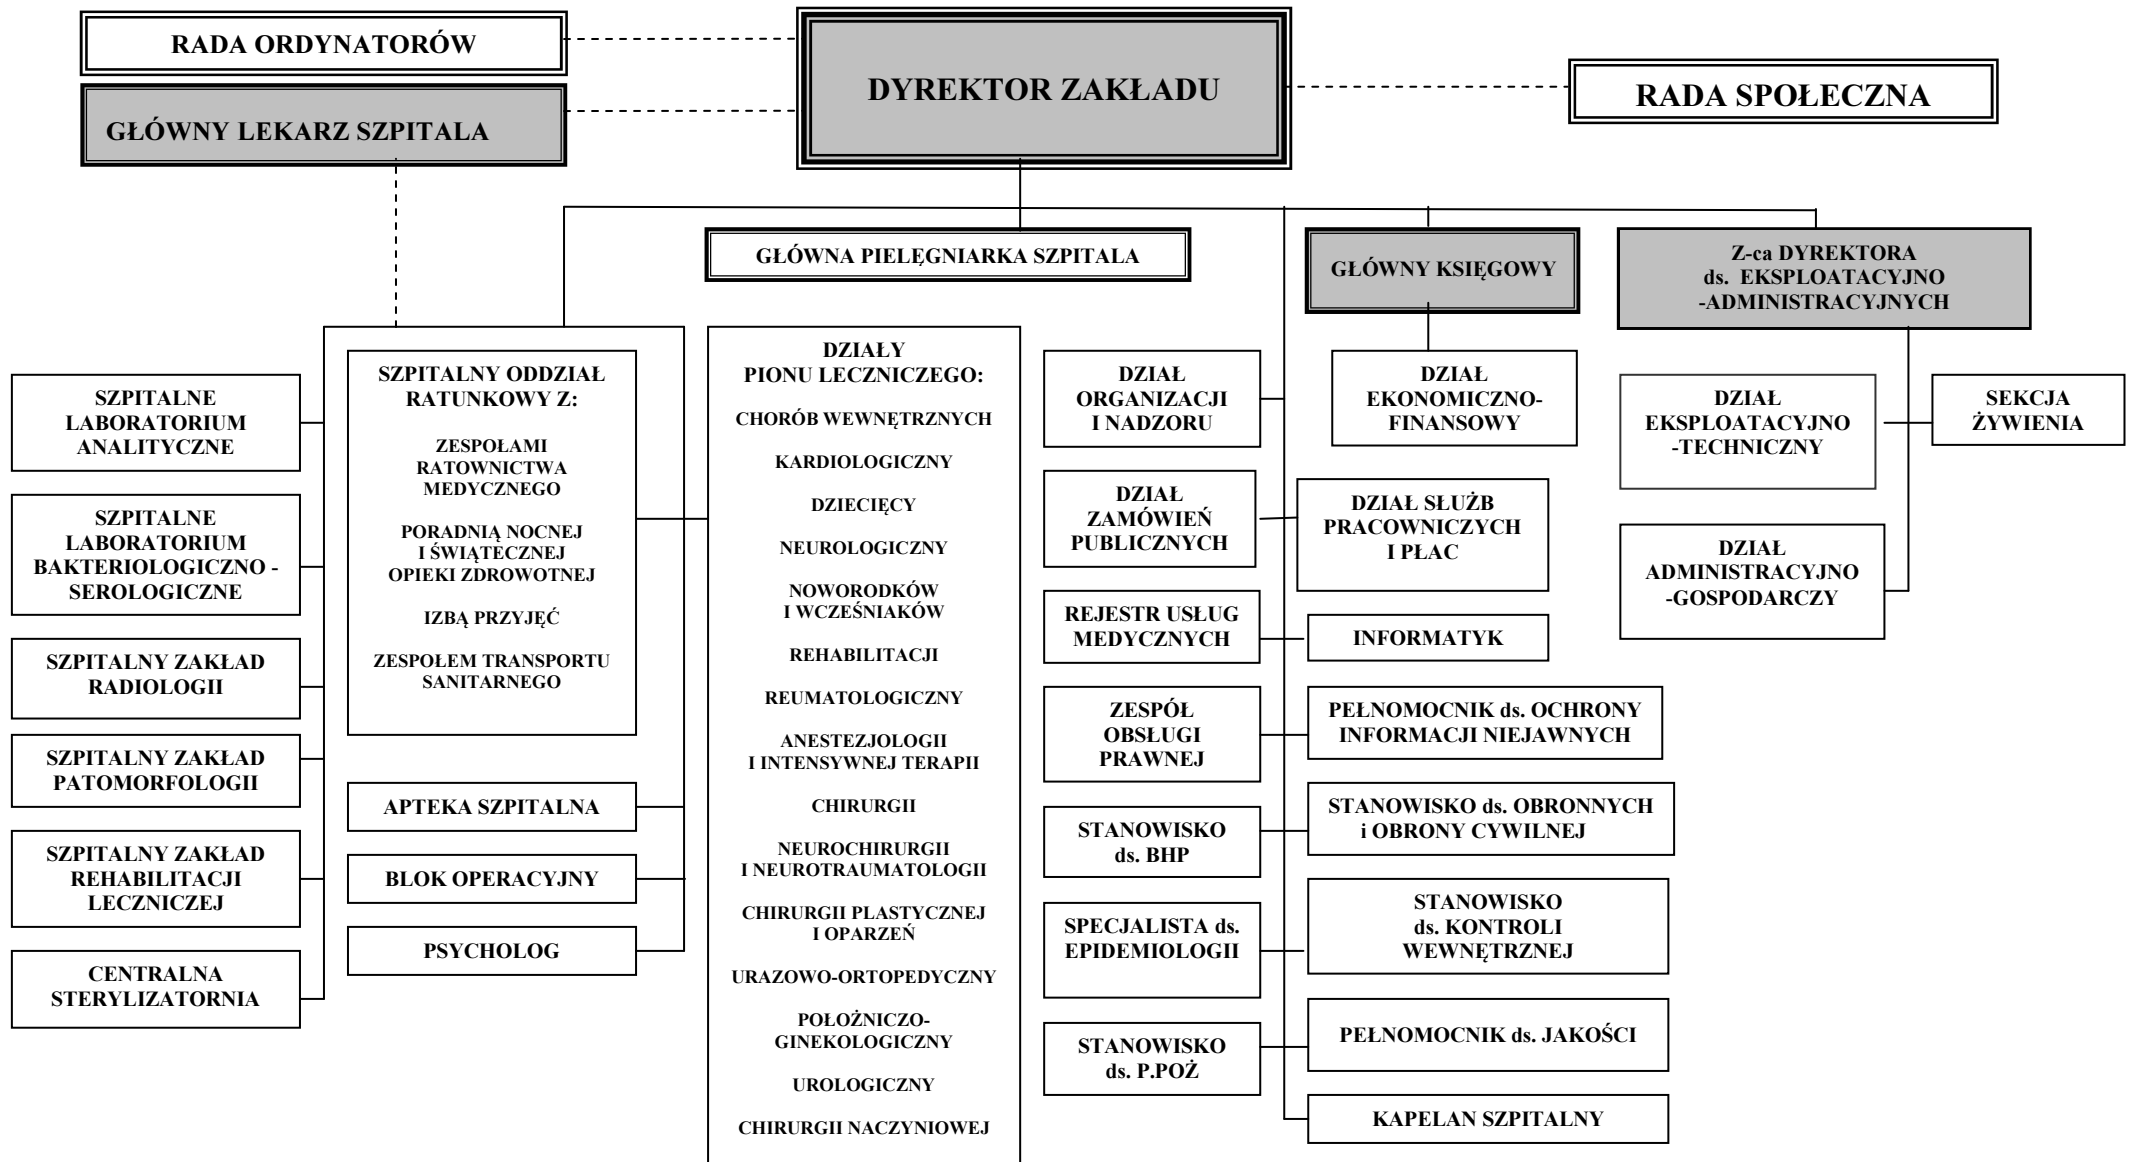 RADA ORDYNATORÓW
GŁÓWNY LEKARZ SZPITALA
DYREKTOR ZAKŁADU
RADA SPOŁECZNA
GŁÓWNA PIELĘGNIARKA SZPITALA
GŁÓWNY KSIĘGOWY
Z-ca DYREKTORA
ds. EKSPLOATACYJNO
-ADMINISTRACYJNYCH
SZPITALNE
LABORATORIUM
ANALITYCZNE
SZPITALNE
LABORATORIUM
BAKTERIOLOGICZNO -
SEROLOGICZNE
SZPITALNY ZAKŁAD
RADIOLOGII
SZPITALNY ZAKŁAD
PATOMORFOLOGII
SZPITALNY ZAKŁAD
REHABILITACJI
LECZNICZEJ
CENTRALNA
STERYLIZATORNIA
SZPITALNY ODDZIAŁ
RATUNKOWY Z:
ZESPOŁAMI
RATOWNICTWA
MEDYCZNEGO
PORADNIĄ NOCNEJ
I ŚWIĄTECZNEJ
OPIEKI ZDROWOTNEJ
IZBĄ PRZYJĘĆ
ZESPOŁEM TRANSPORTU
SANITARNEGO
APTEKA SZPITALNA
BLOK OPERACYJNY
PSYCHOLOG
DZIAŁY
PIONU LECZNICZEGO:
CHORÓB WEWNĘTRZNYCH
KARDIOLOGICZNY
DZIECIĘCY
NEUROLOGICZNY
NOWORODKÓW
I WCZEŚNIAKÓW
REHABILITACJI
REUMATOLOGICZNY
ANESTEZJOLOGII
I INTENSYWNEJ TERAPII
CHIRURGII
NEUROCHIRURGII
I NEUROTRAUMATOLOGII
CHIRURGII PLASTYCZNEJ
I OPARZEŃ
URAZOWO-ORTOPEDYCZNY
POŁOŻNICZO-
GINEKOLOGICZNY
UROLOGICZNY
CHIRURGII NACZYNIOWEJ
DZIAŁ
ORGANIZACJI
I NADZORU
DZIAŁ
ZAMÓWIEŃ
PUBLICZNYCH
REJESTR USŁUG
MEDYCZNYCH
ZESPÓŁ
OBSŁUGI
PRAWNEJ
STANOWISKO
ds. BHP
SPECJALISTA ds.
EPIDEMIOLOGII
STANOWISKO
ds. P.POŻ
DZIAŁ
EKONOMICZNO-
FINANSOWY
DZIAŁ SŁUŻB
PRACOWNICZYCH
I PŁAC
INFORMATYK
PEŁNOMOCNIK ds. OCHRONY
INFORMACJI NIEJAWNYCH
STANOWISKO ds. OBRONNYCH
i OBRONY CYWILNEJ
STANOWISKO
ds. KONTROLI
WEWNĘTRZNEJ
PEŁNOMOCNIK ds. JAKOŚCI
KAPELAN SZPITALNY
DZIAŁ
EKSPLOATACYJNO
-TECHNICZNY
SEKCJA
ŻYWIENIA
DZIAŁ
ADMINISTRACYJNO
-GOSPODARCZY